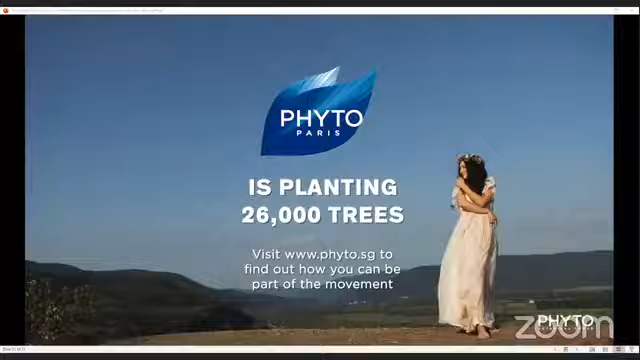 PHYTO
PARIS
IS PLANTING
26,000 TREES
Visit www.phyto.sg to
find out how you can be
part of the movement
PHYTO
zoom